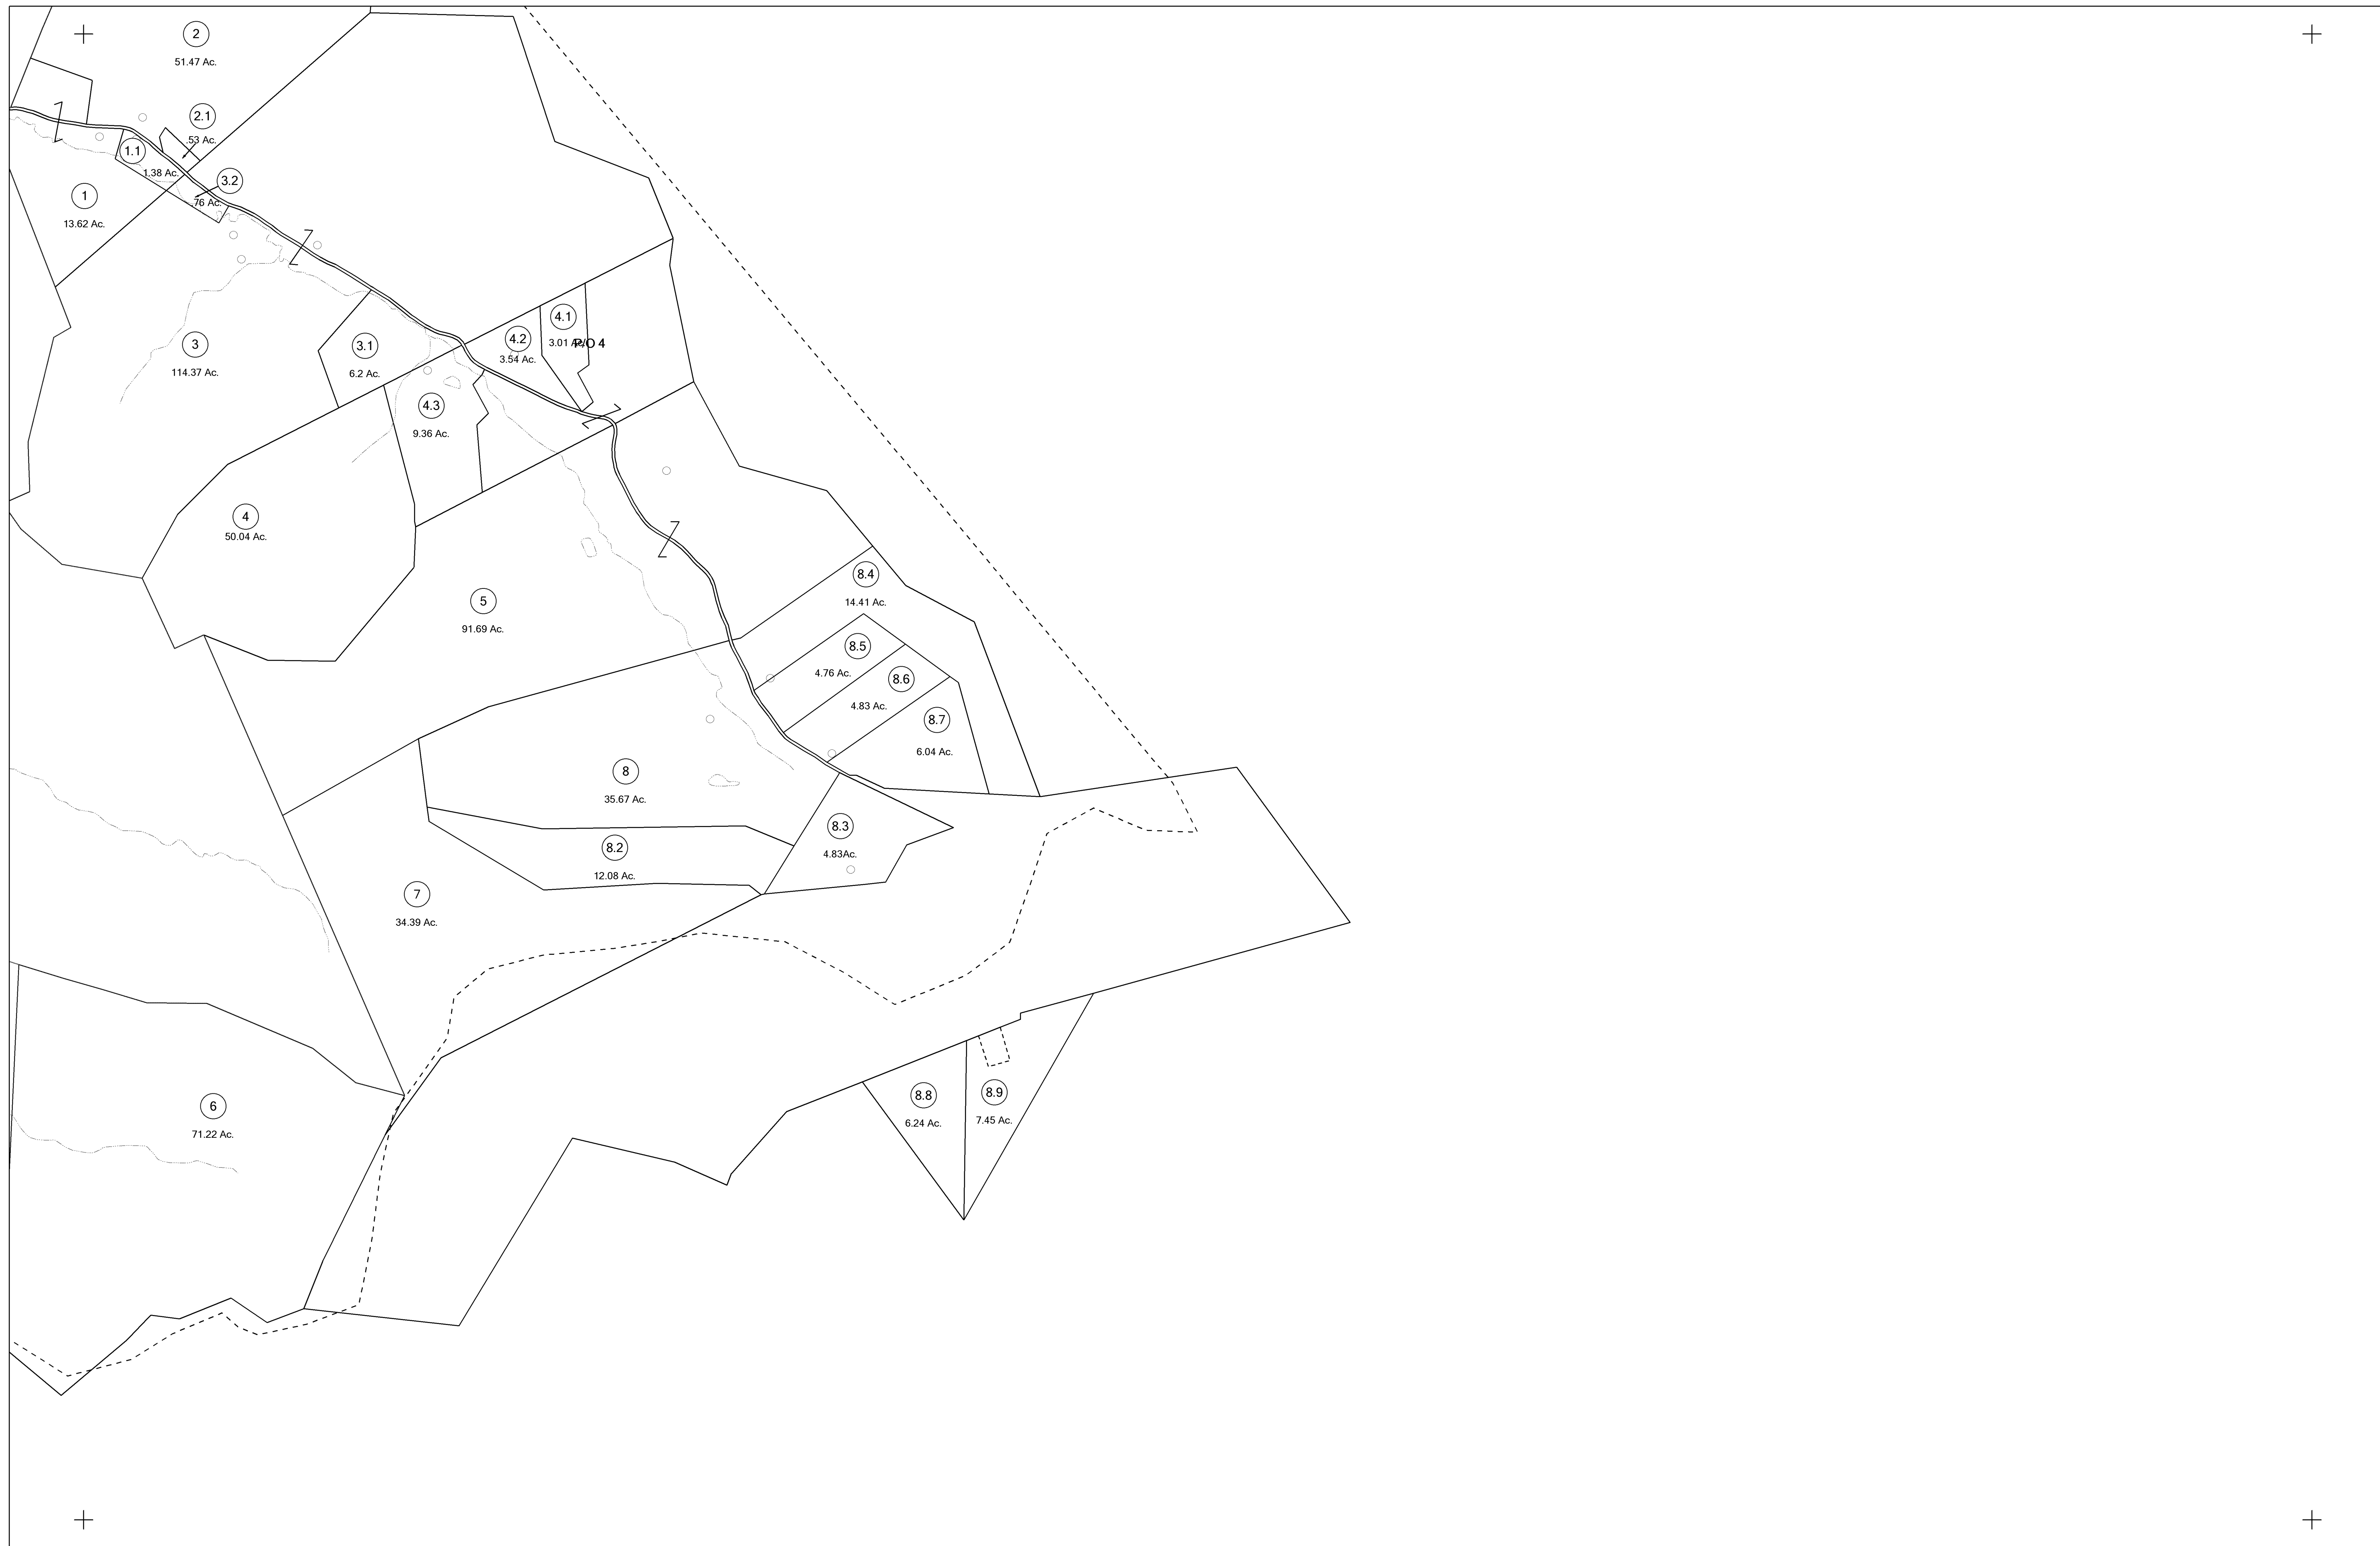 2
51.47 Ac.
2.1
.53 Ac.
1.1
1.38 Ac.
3.2
.76 Ac.
1
13.62 Ac.
3
114.37 Ac.
3.1
6.2 Ac.
4.2
3.54 Ac.
4.1
3.01 Ac.
P/O 4
4.3
9.36 Ac.
4
50.04 Ac.
5
91.69 Ac.
8.4
14.41 Ac.
8.5
4.76 Ac.
8.6
4.83 Ac.
8.7
6.04 Ac.
8
35.67 Ac.
8.3
4.83Ac.
8.2
12.08 Ac.
7
34.39 Ac.
6
71.22 Ac.
8.8
6.24 Ac.
8.9
7.45 Ac.